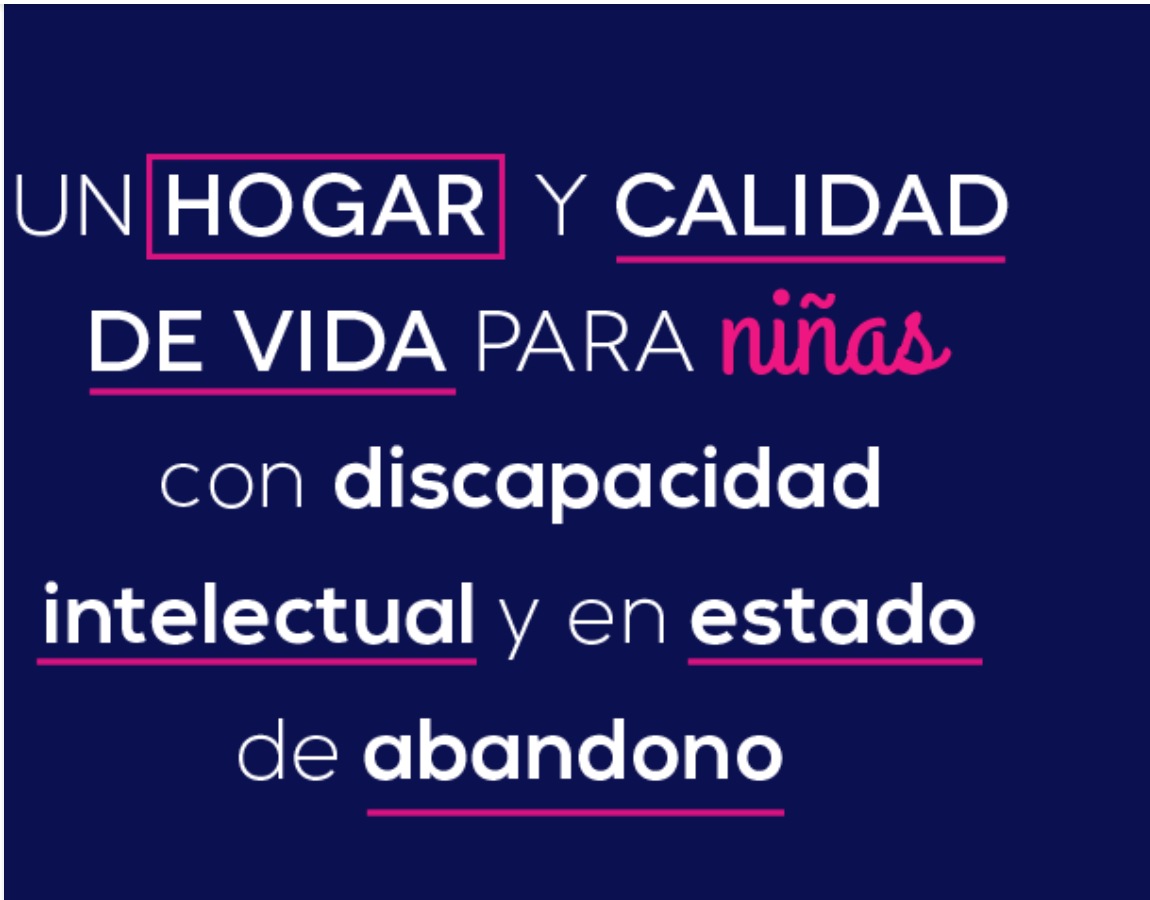 UN HOGAR Y CALIDAD
DE VIDA PARA niñas
con discapacidad
intelectual y en estado
de abandono